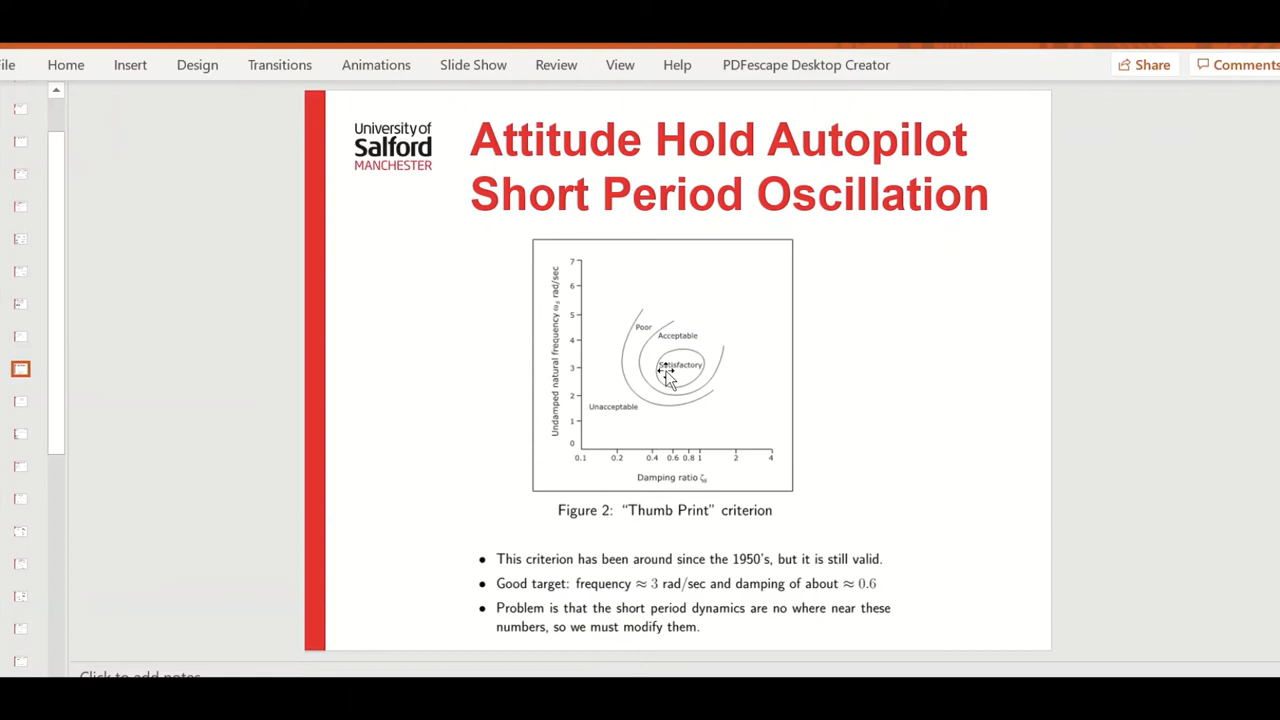 File Home Insert Design Transitions Animations Slide Show Review View Help PDFescape Desktop Creator Share Comments
University of
Salford
MANCHESTER
Attitude Hold Autopilot
Short Period Oscillation
Undamped natural frequency ω
rad/sec
7
6
5
4
3
2
1
0
Poor
Acceptable
Satisfactory
Unacceptable
0.1 0.2 0.4 0.6 0.8 1 2 4
Damping ratio ζ
Figure 2: “Thumb Print” criterion
• This criterion has been around since the 1950's, but it is still valid.
• Good target: frequency ≈ 3 rad/sec and damping of about ≈ 0.6
• Problem is that the short period dynamics are no where near these
numbers, so we must modify them.
Click to add notes